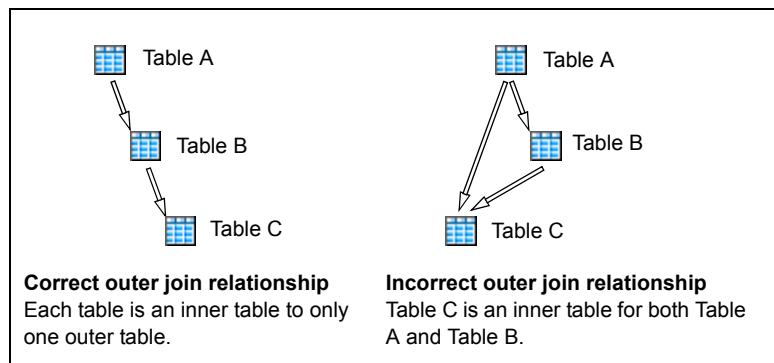 Table A
Table B
Table C
Correct outer join relationship
Each table is an inner table to only
one outer table.
Table A
Table B
Table C
Incorrect outer join relationship
Table C is an inner table for both Table
A and Table B.